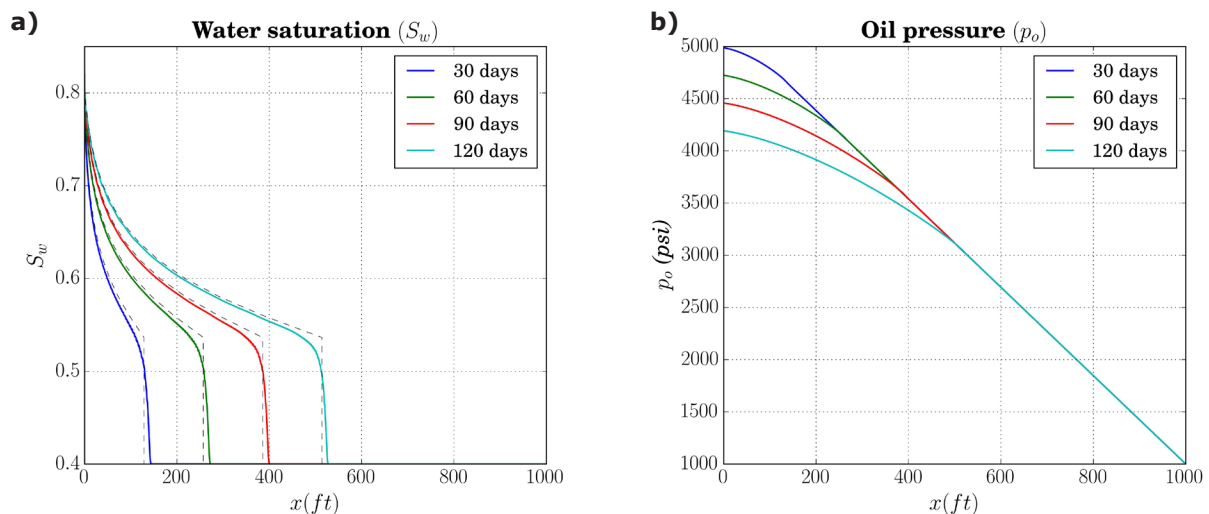 a)
Water saturation (S_w)
30 days
60 days
90 days
120 days
S_w
0.8
0.7
0.6
0.5
0.4
0 200 400 600 800 1000
x(ft)
b)
Oil pressure (p_o)
30 days
60 days
90 days
120 days
p_o (psi)
5000
4500
4000
3500
3000
2500
2000
1500
1000
0 200 400 600 800 1000
x(ft)